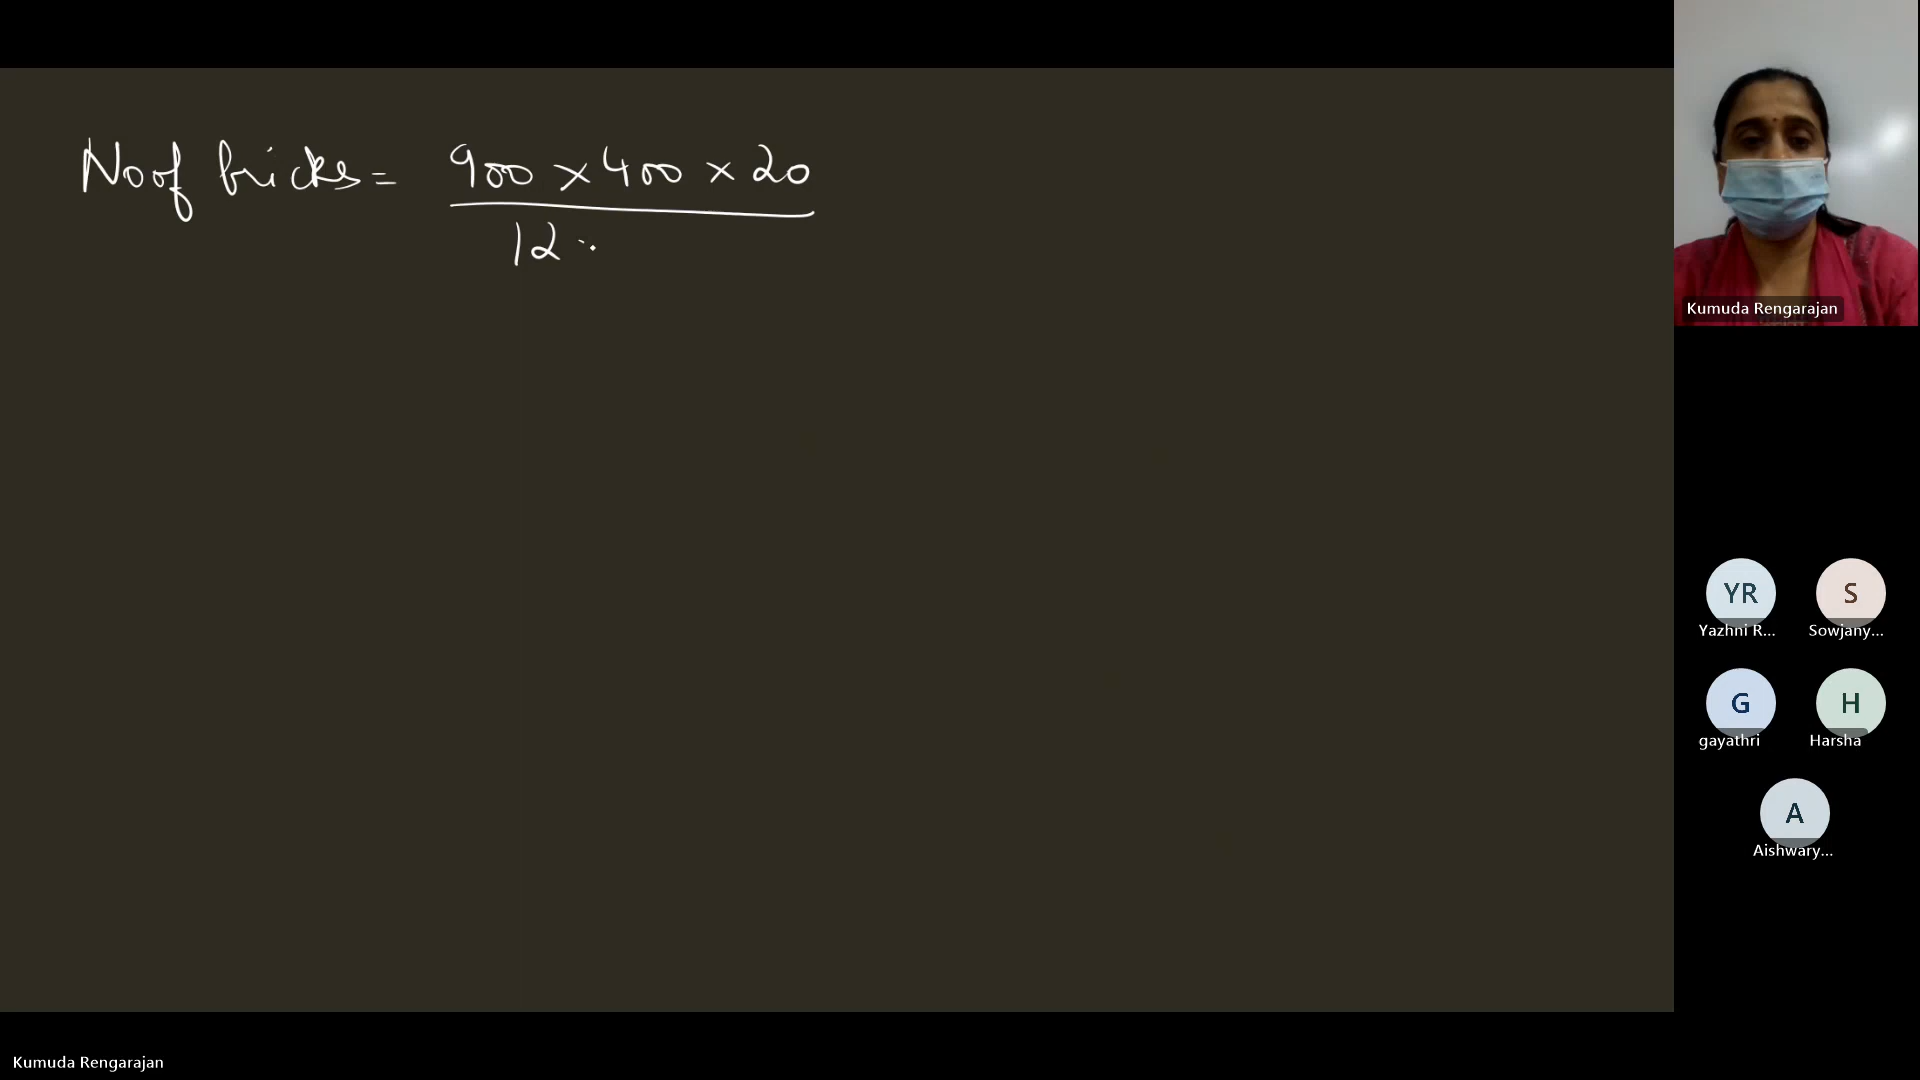 No of bricks = 900 × 400 × 20
12
Kumuda Rengarajan
YR
S
Yazhni R...
Sowjany...
G
H
gayathri
Harsha
A
Aishwary...
Kumuda Rengarajan